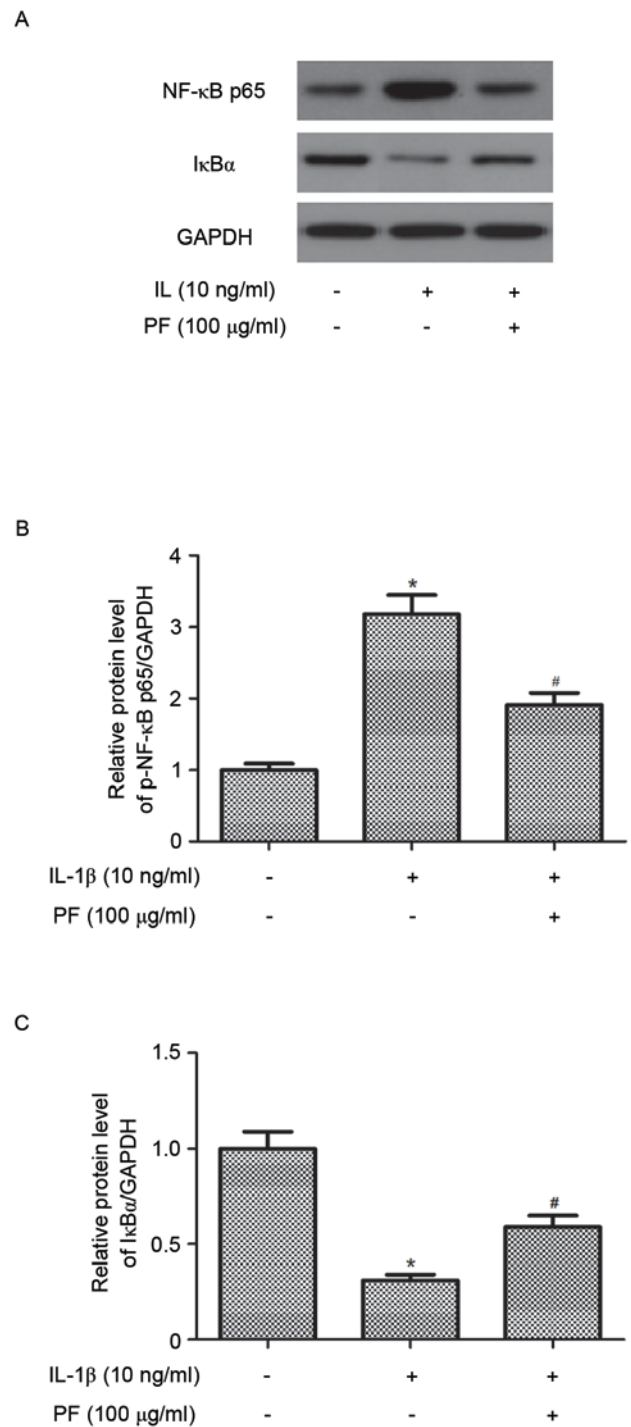 A
NF-κB p65
IκBα
GAPDH
IL (10 ng/ml) - + +
PF (100 μg/ml) - - +
B
Relative protein level
of p-NF-κB p65/GAPDH
4
3
2
1
0
*
#
IL-1β (10 ng/ml) - + +
PF (100 μg/ml) - - +
C
Relative protein level
of IκBα/GAPDH
1.5
1.0
0.5
0
*
#
IL-1β (10 ng/ml) - + +
PF (100 μg/ml) - - +